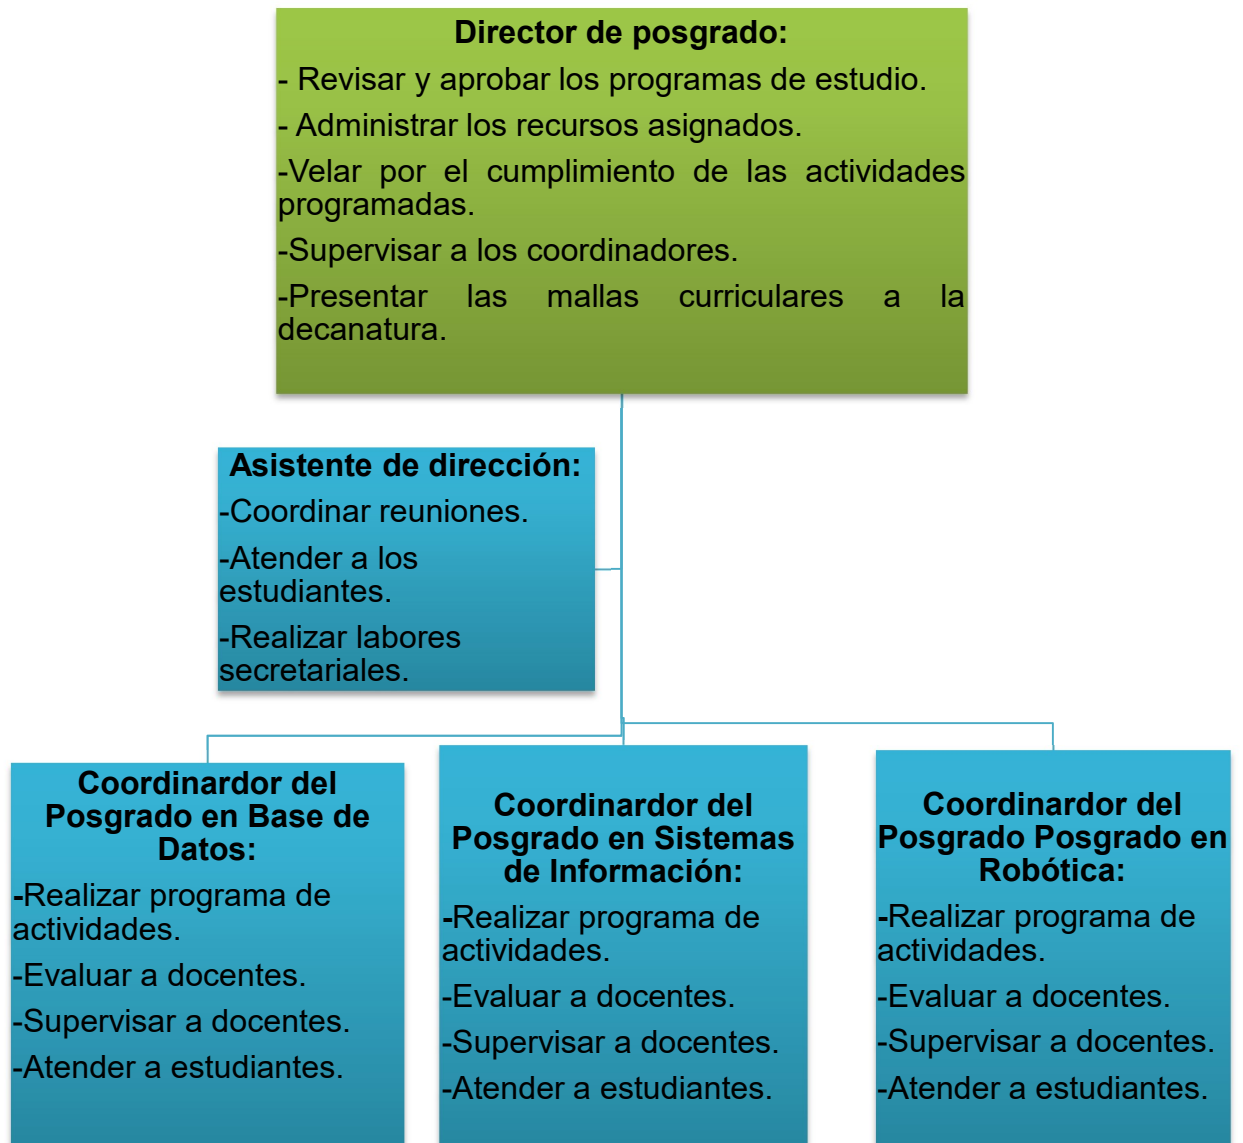 Director de posgrado:
- Revisar y aprobar los programas de estudio.
- Administrar los recursos asignados.
-Velar por el cumplimiento de las actividades
programadas.
-Supervisar a los coordinadores.
-Presentar las mallas curriculares a la
decanatura.
Asistente de dirección:
-Coordinar reuniones.
-Atender a los
estudiantes.
-Realizar labores
secretariales.
Coordinardor del
Posgrado en Base de
Datos:
-Realizar programa de
actividades.
-Evaluar a docentes.
-Supervisar a docentes.
-Atender a estudiantes.
Coordinardor del
Posgrado en Sistemas
de Información:
-Realizar programa de
actividades.
-Evaluar a docentes.
-Supervisar a docentes.
-Atender a estudiantes.
Coordinardor del
Posgrado Posgrado en
Robótica:
-Realizar programa de
actividades.
-Evaluar a docentes.
-Supervisar a docentes.
-Atender a estudiantes.